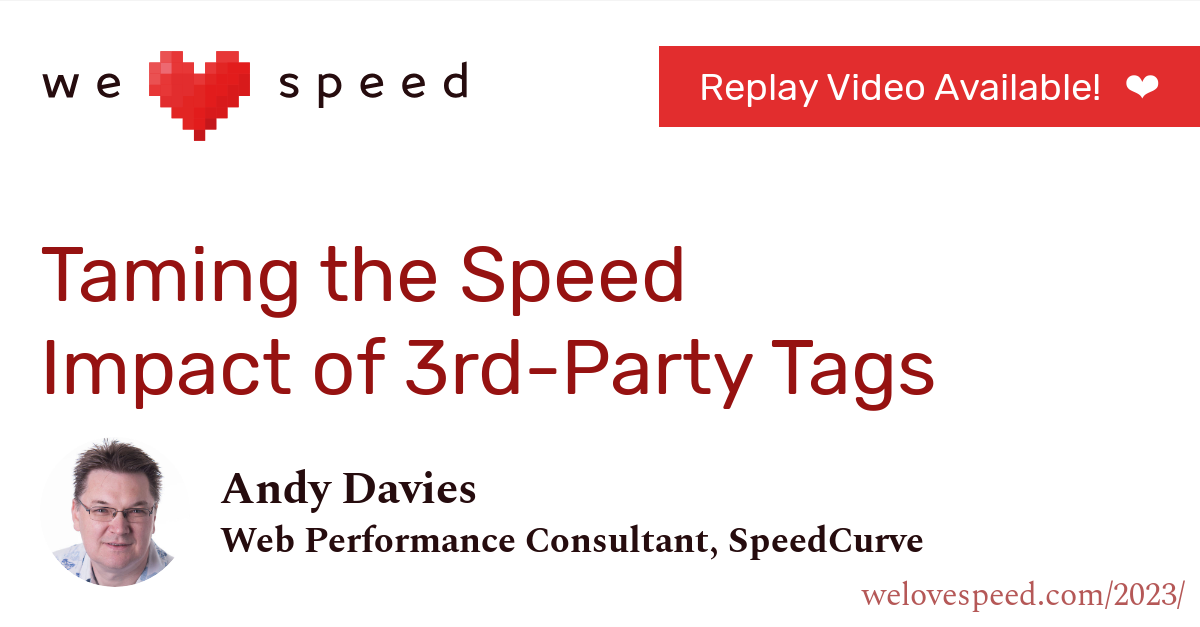 we speed
Replay Video Available! ❤
Taming the Speed
Impact of 3rd-Party Tags
Andy Davies
Web Performance Consultant, SpeedCurve
welovespeed.com/2023/